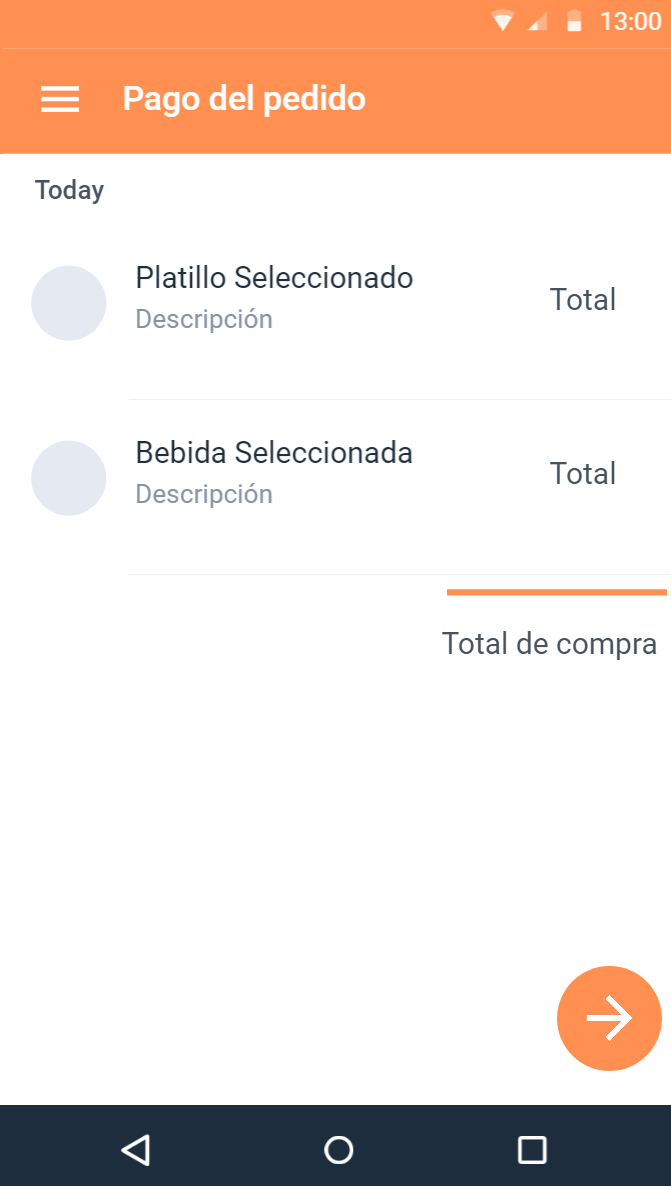 13:00
Pago del pedido
Today
Platillo Seleccionado
Descripción
Total
Bebida Seleccionada
Descripción
Total
Total de compra